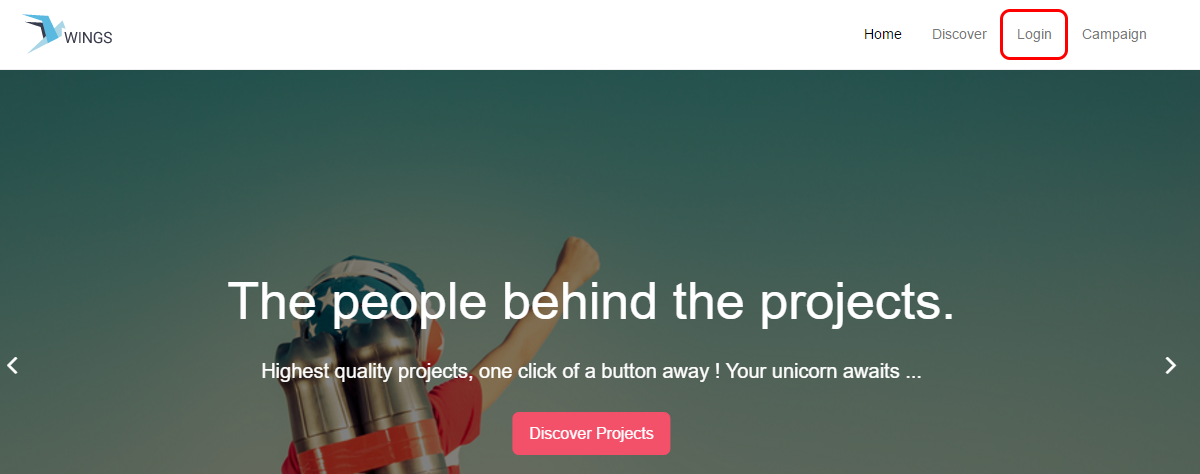 WINGS
Home Discover Login Campaign
The people behind the projects.
Highest quality projects, one click of a button away ! Your unicorn awaits ...
Discover Projects